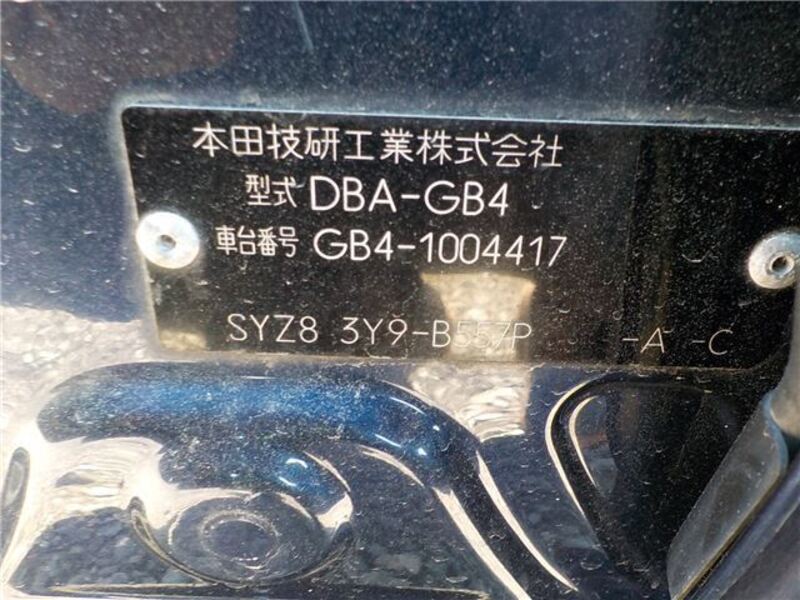 本田技研工業株式会社
型式 DBA-GB4
車台番号 GB4-1004417
SYZ8 3Y9-B557P -A -C